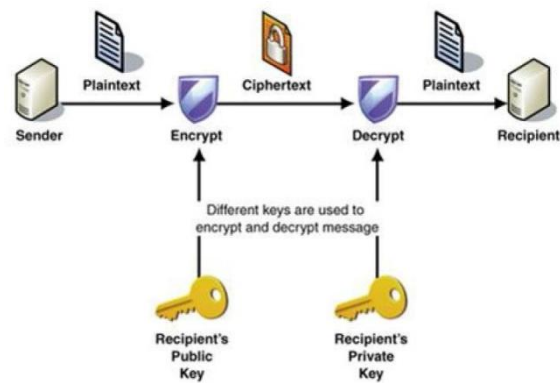 Plaintext
Ciphertext
Plaintext
Sender
Encrypt
Decrypt
Recipient
Different keys are used to
encrypt and decrypt message
Recipient's
Public
Key
Recipient's
Private
Key